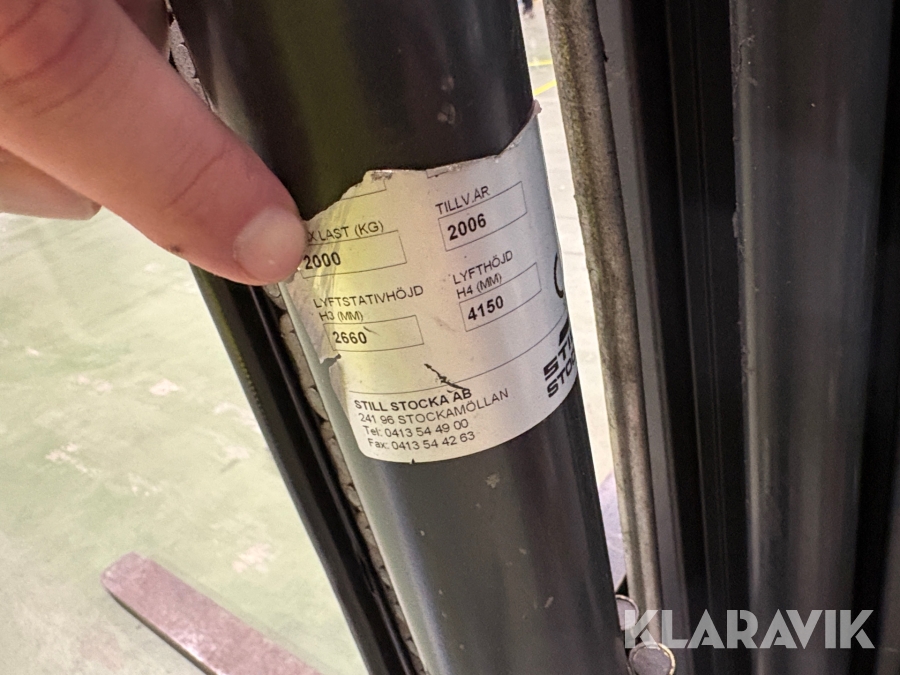 X LAST (KG)
2000
TILLV.ÅR
2006
LYFTSTATIVHÖJD
H3 (MM)
2660
LYFTHÖJD
H4 (MM)
4150
STILL STOCKA AB
241 96 STOCKAMÖLLAN
Tel: 0413 54 49 00
Fax: 0413 54 42 63
KLARAVIK